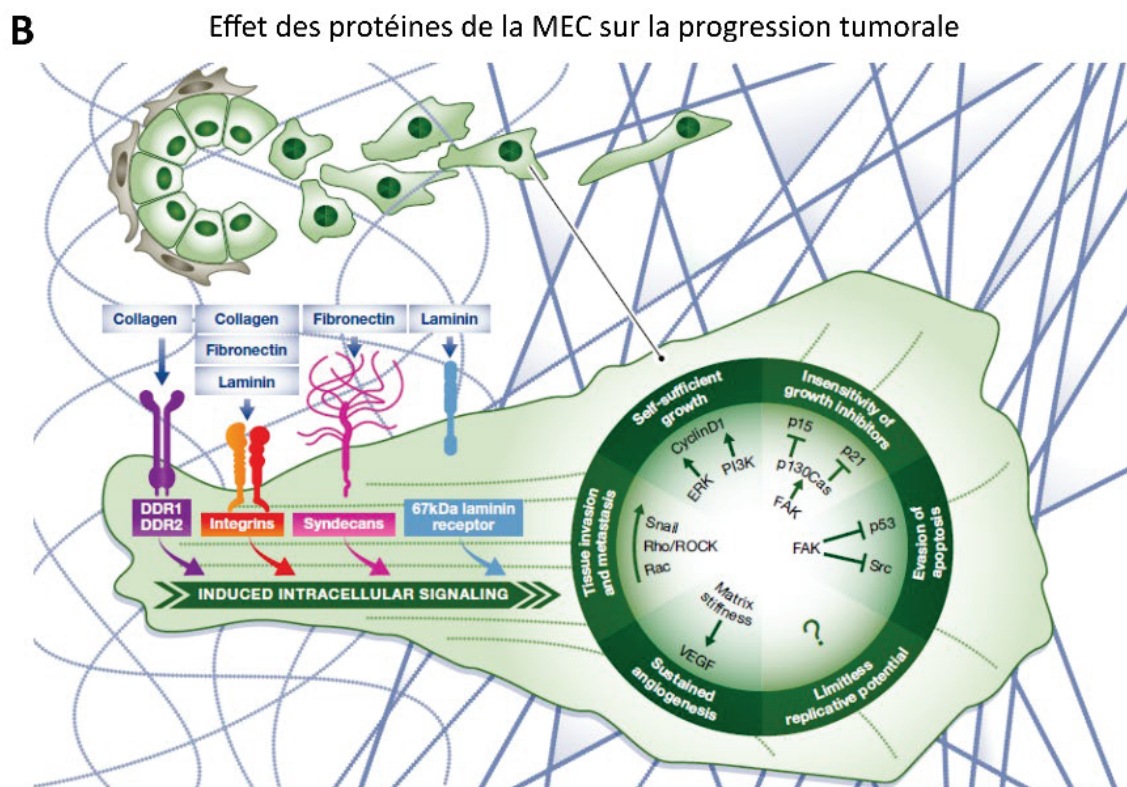 B
Effet des protéines de la MEC sur la progression tumorale
Collagen
Collagen
Fibronectin
Laminin
Fibronectin
Laminin
DDR1
DDR2
Integrins
Syndecans
67kDa laminin
receptor
INDUCED INTRACELLULAR SIGNALING
Self-sufficient
growth
CyclinD1
ERK
PI3K
Insensitivity of
growth inhibitors
p15
p21
p130Cas
FAK
Evasion of
apoptosis
FAK
p53
Src
Limitless
replicative potential
?
Sustained
angiogenesis
Matrix
stiffness
VEGF
Tissue invasion
and metastasis
Snail
Rho/ROCK
Rac